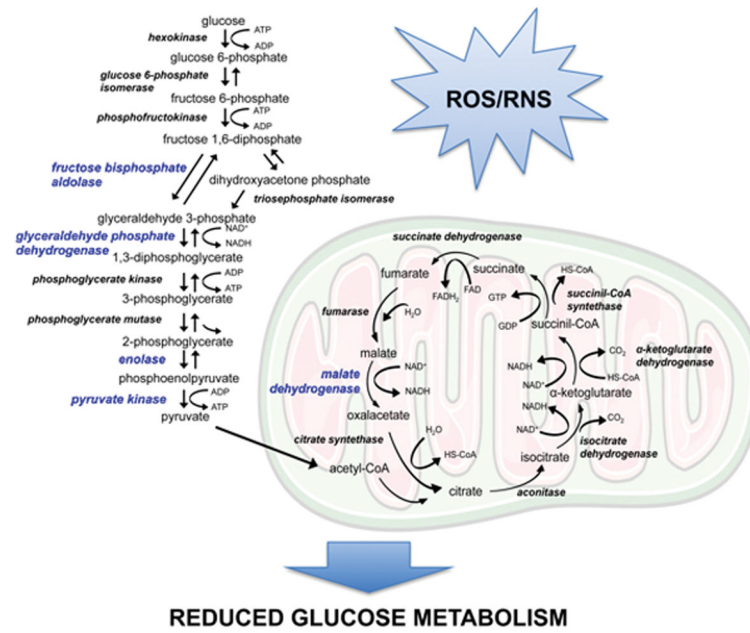 glucose
hexokinase
ATP
ADP
glucose 6-phosphate
glucose 6-phosphate
isomerase
fructose 6-phosphate
phosphofructokinase
ATP
ADP
fructose 1,6-diphosphate
fructose bisphosphate
aldolase
dihydroxyacetone phosphate
triosephosphate isomerase
glyceraldehyde 3-phosphate
glyceraldehyde phosphate
dehydrogenase
NAD⁺
NADH
1,3-diphosphoglycerate
phosphoglycerate kinase
ADP
ATP
3-phosphoglycerate
phosphoglycerate mutase
2-phosphoglycerate
enolase
phosphoenolpyruvate
pyruvate kinase
ADP
ATP
pyruvate
ROS/RNS
succinate dehydrogenase
fumarate
succinate
FADH₂
FAD
HS-CoA
GTP
GDP
succinil-CoA
syntethase
succinil-CoA
fumarase
H₂O
malate
malate
dehydrogenase
NAD⁺
NADH
oxalacetate
NADH
NAD⁺
CO₂
HS-CoA
α-ketoglutarate
dehydrogenase
α-ketoglutarate
NADH
NAD⁺
CO₂
isocitrate
dehydrogenase
isocitrate
citrate syntethase
H₂O
HS-CoA
acetyl-CoA
citrate
aconitase
REDUCED GLUCOSE METABOLISM